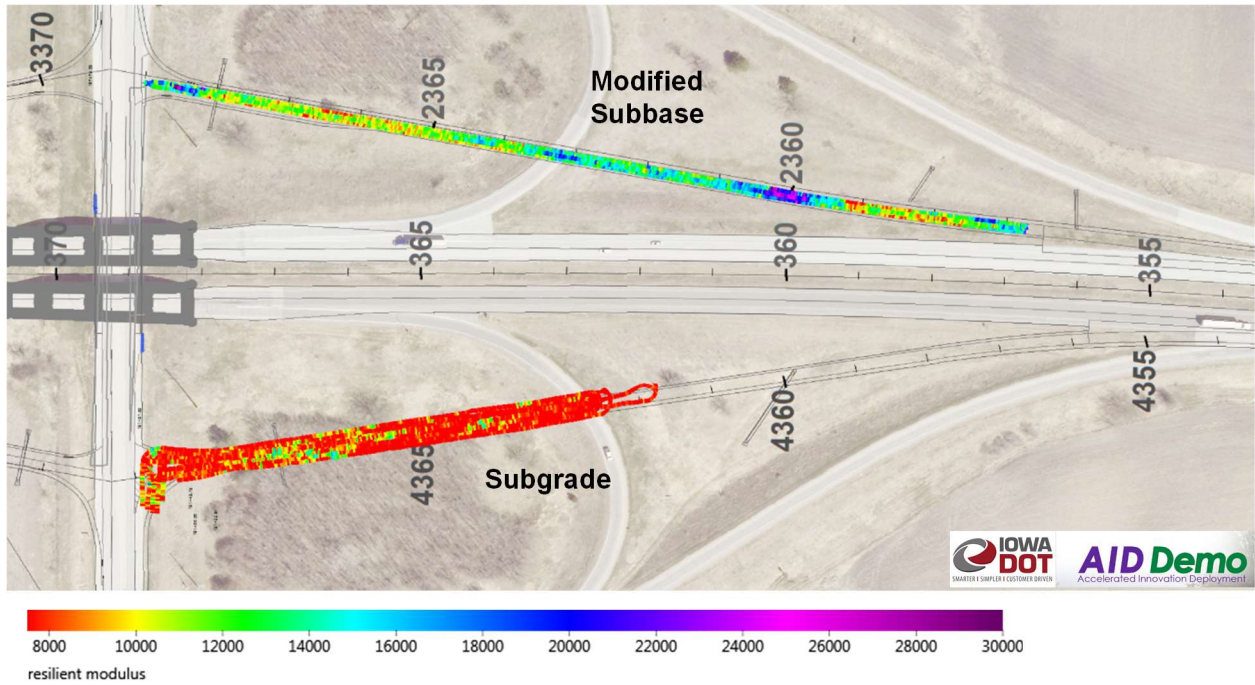 3370
2365
Modified
Subbase
2360
370
365
360
355
4355
4360
4365
Subgrade
IOWA
DOT
SMARTER | SIMPLER | CUSTOMER DRIVEN
AID Demo
Accelerated Innovation Deployment
8000 10000 12000 14000 16000 18000 20000 22000 24000 26000 28000 30000
resilient modulus